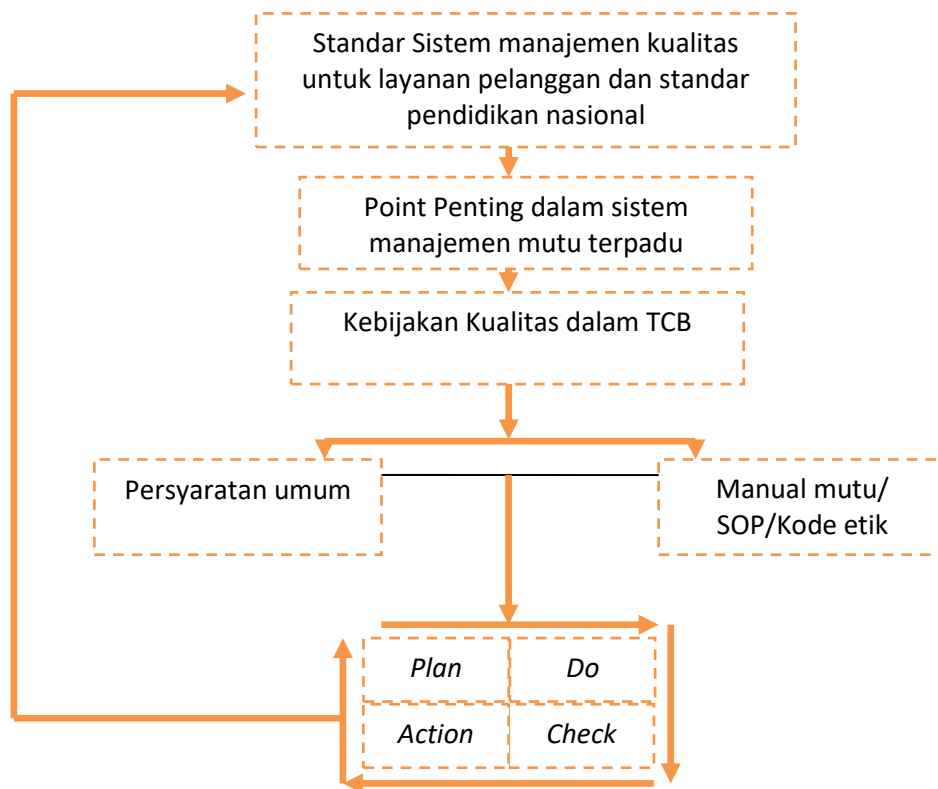 Standar Sistem manajemen kualitas
untuk layanan pelanggan dan standar
pendidikan nasional
Point Penting dalam sistem
manajemen mutu terpadu
Kebijakan Kualitas dalam TCB
Persyaratan umum
Manual mutu/
SOP/Kode etik
Plan
Do
Action
Check